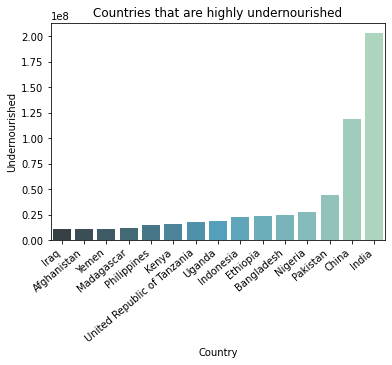 Countries that are highly undernourished
1e8
2.00
1.75
1.50
1.25
1.00
0.75
0.50
0.25
0.00
Undernourished
Iraq
Afghanistan
Yemen
Madagascar
Philippines
Kenya
United Republic of Tanzania
Uganda
Indonesia
Ethiopia
Bangladesh
Nigeria
Pakistan
China
India
Country